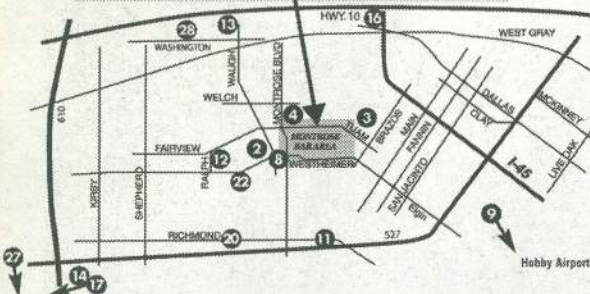 HWY. 10
16
13
28
WASHINGTON
WEST GRAY
WAUGH
MONTROSE BLVD
610
WELCH
DALLAS
MCKINNEY
4
3
CLAY
TUAM
BRAZOS
MAIN
FANNIN
MONTROSE
FAIRVIEW
12
2
8
WESTHEIMER
I-45
LIVE OAK
RALPH
22
KIRBY
SHEPHERD
SAN JACINTO
Elgin
9
RICHMOND
20
11
527
Hobby Airport
27
14
17